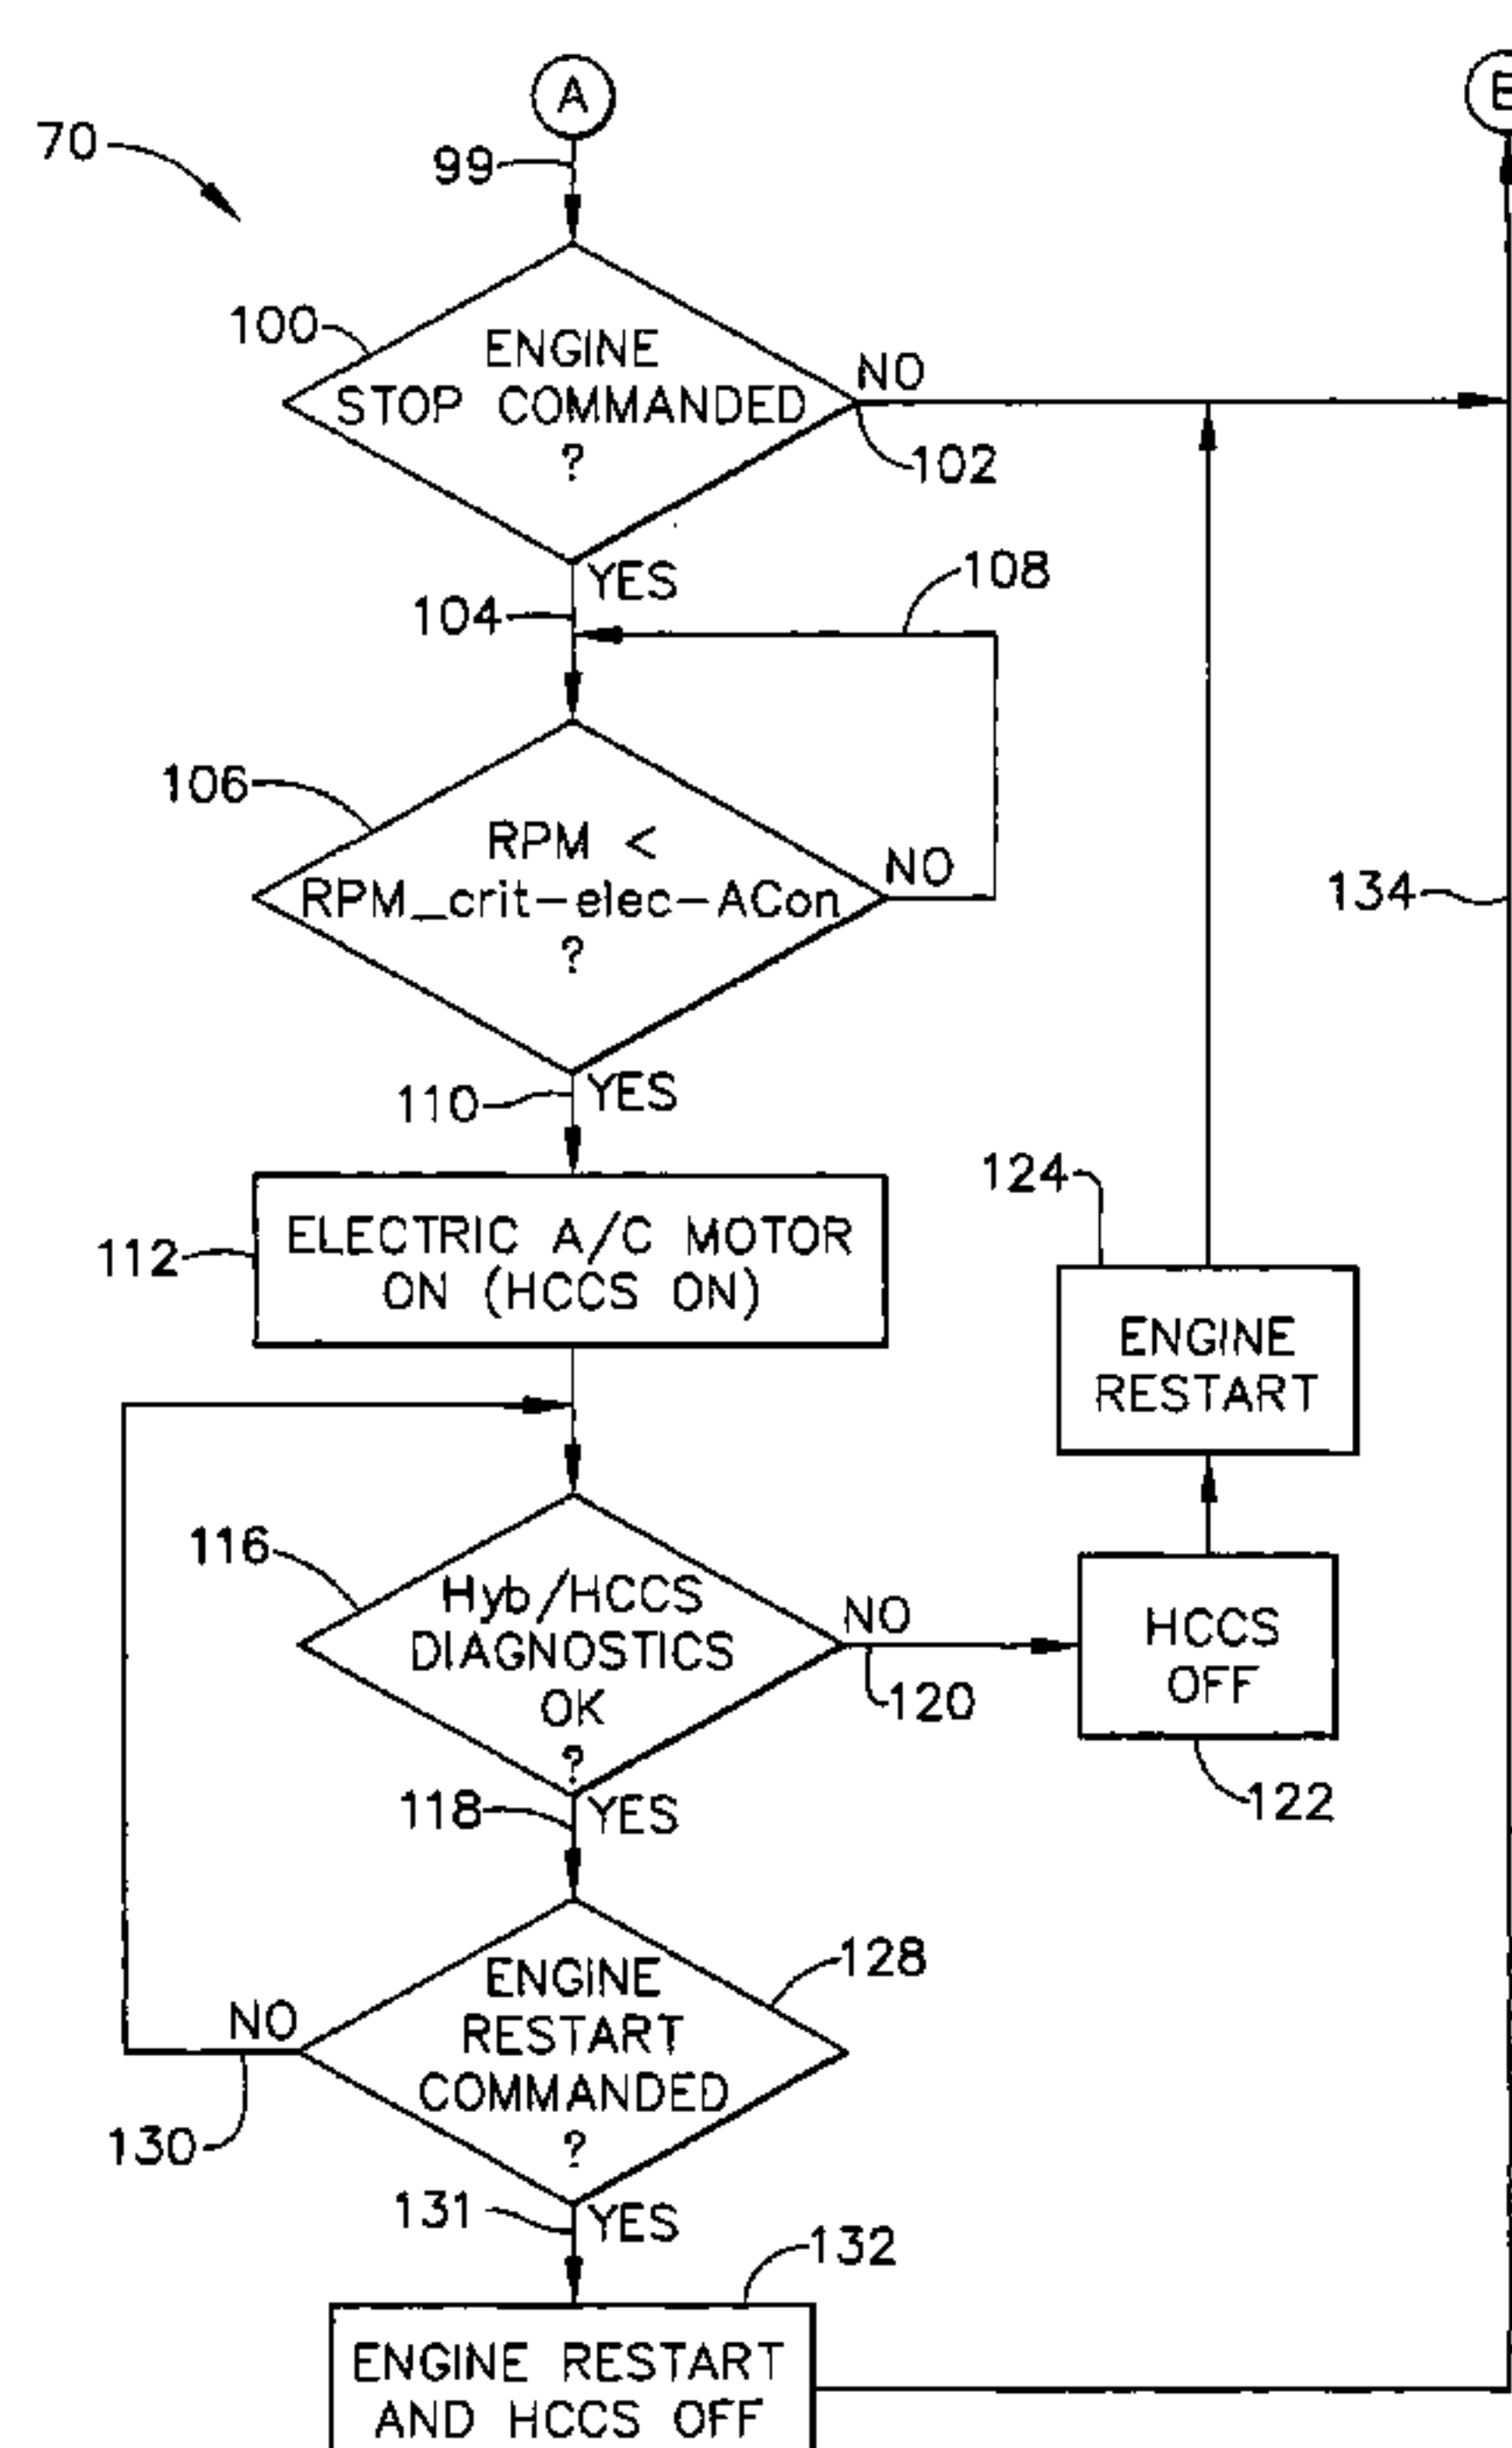 A
70
99
100
ENGINE
STOP COMMANDED
?
NO
102
YES
104
108
106
RPM <
RPM_crit-elec-ACon
?
NO
134
110
YES
124
112
ELECTRIC A/C MOTOR
ON (HCCS ON)
ENGINE
RESTART
116
Hyb/HCCS
DIAGNOSTICS
OK
?
NO
120
HCCS
OFF
118
YES
122
128
ENGINE
RESTART
COMMANDED
?
NO
130
131
YES
132
ENGINE RESTART
AND HCCS OFF